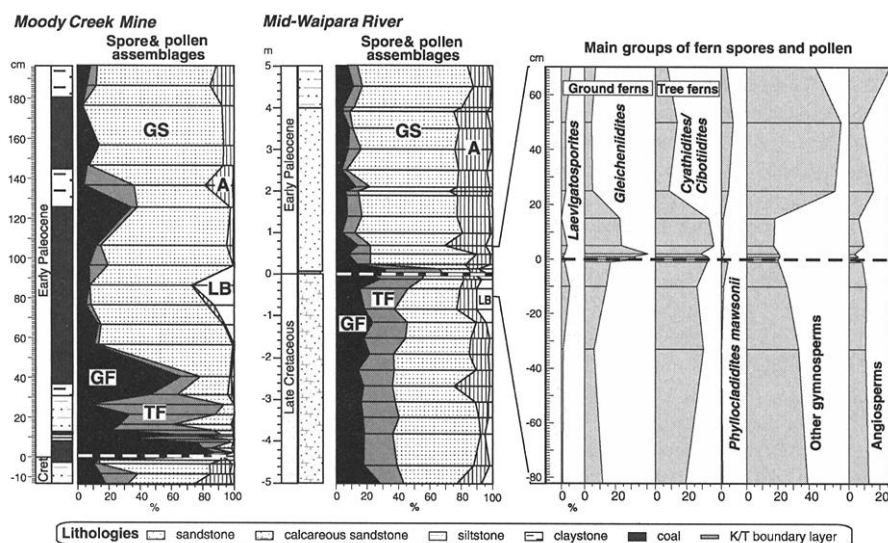 Moody Creek Mine
Mid-Waipara River
Spore& pollen
assemblages
Spore& pollen
assemblages
Main groups of fern spores and pollen
cm
180
160
140
120
100
80
60
40
20
0
-10
Early Paleocene
Cret
GS
A
LB
GF
TF
0 20 40 60 80 100
%
m
5
4
3
2
1
0
-1
-2
-3
-4
-5
Early Paleocene
Late Cretaceous
GS
A
TF
LB
GF
0 20 40 60 80 100
%
cm
60
40
20
0
-20
-40
-60
-80
Ground ferns
Tree ferns
Laevigatosporites
Gleicheniidites
Cyathidites/
Cibotiidites
Phyllocladidites mawsonii
Other gymnosperms
Angiosperms
0 0 20 0 20 0 0 20 40 0 20
%
Lithologies
sandstone
calcareous sandstone
siltstone
claystone
coal
K/T boundary layer